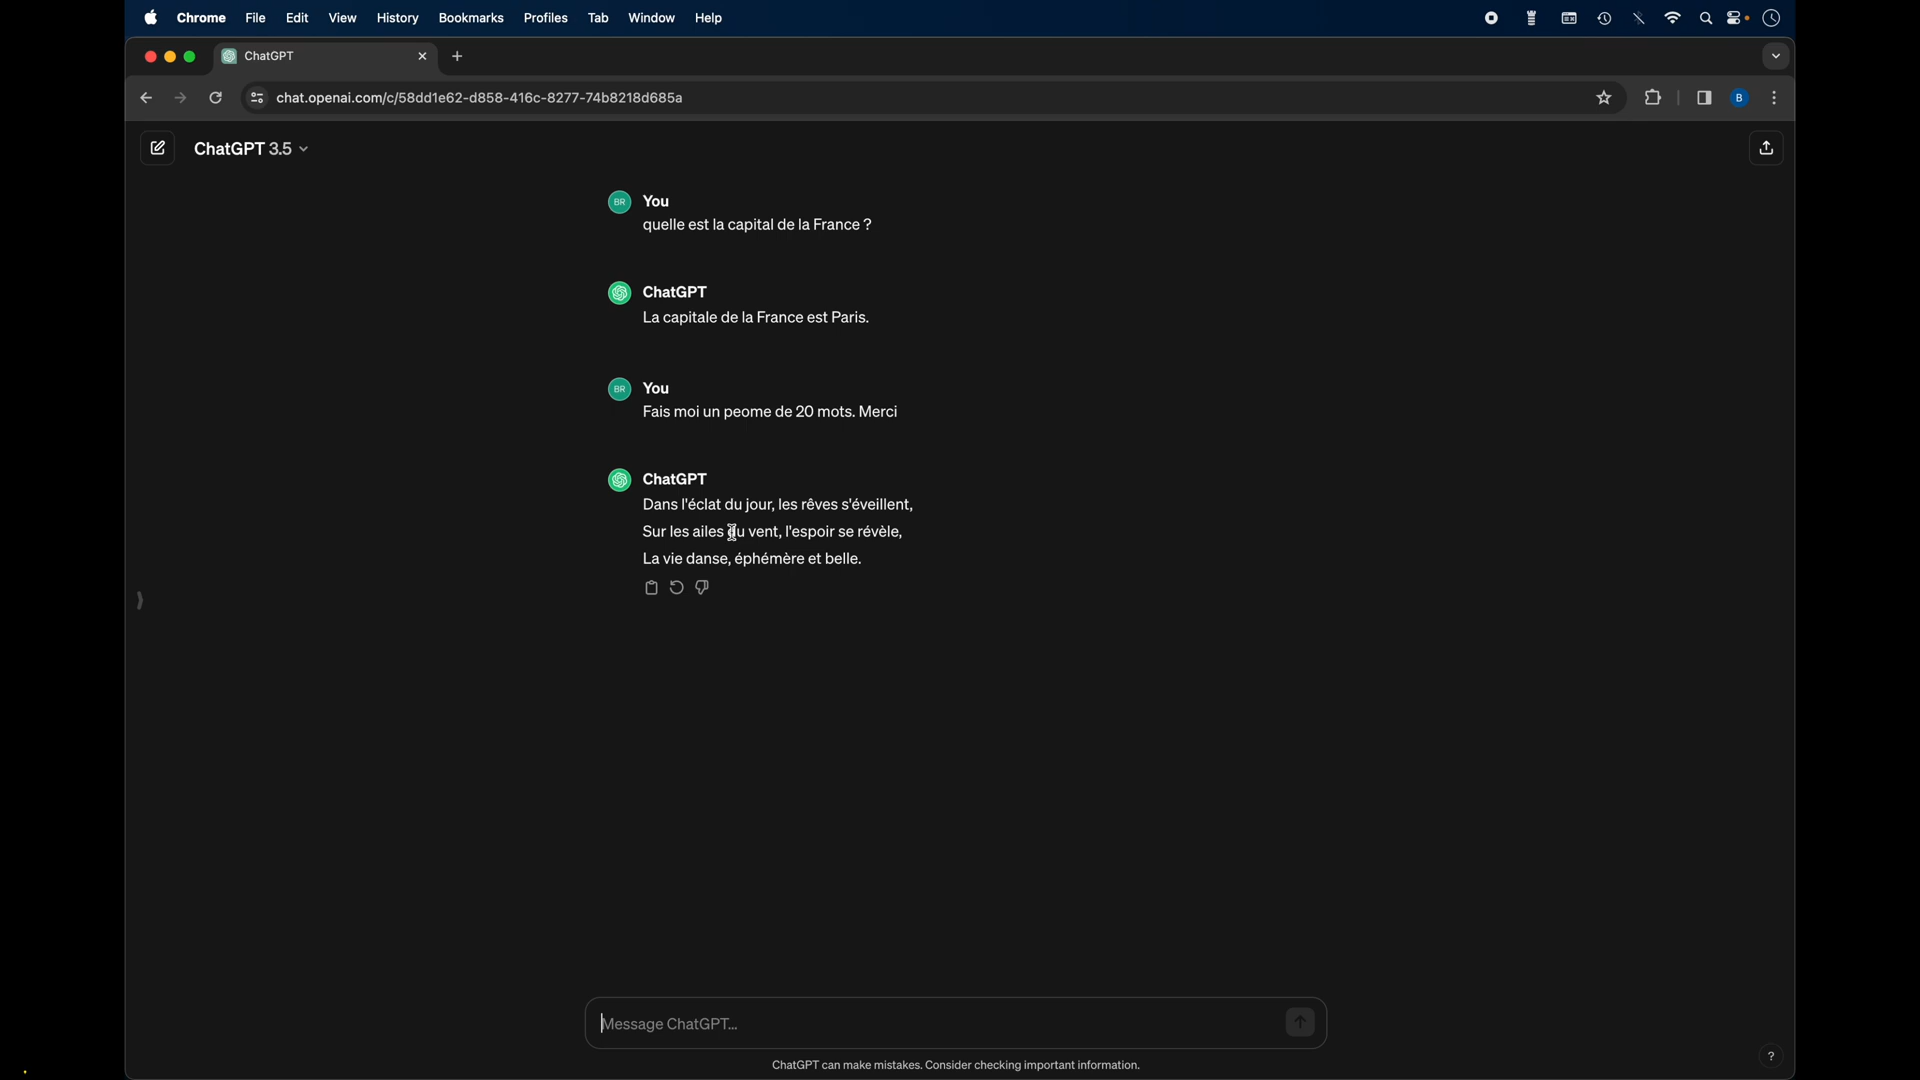 Chrome File Edit View History Bookmarks Profiles Tab Window Help
ChatGPT
chat.openai.com/c/58dd1e62-d858-416c-8277-74b8218d685a
B
ChatGPT 3.5
BR You
quelle est la capital de la France ?
ChatGPT
La capitale de la France est Paris.
BR You
Fais moi un peome de 20 mots. Merci
ChatGPT
Dans l'éclat du jour, les rêves s'éveillent,
Sur les ailes du vent, l'espoir se révèle,
La vie danse, éphémère et belle.
Message ChatGPT...
ChatGPT can make mistakes. Consider checking important information.
?